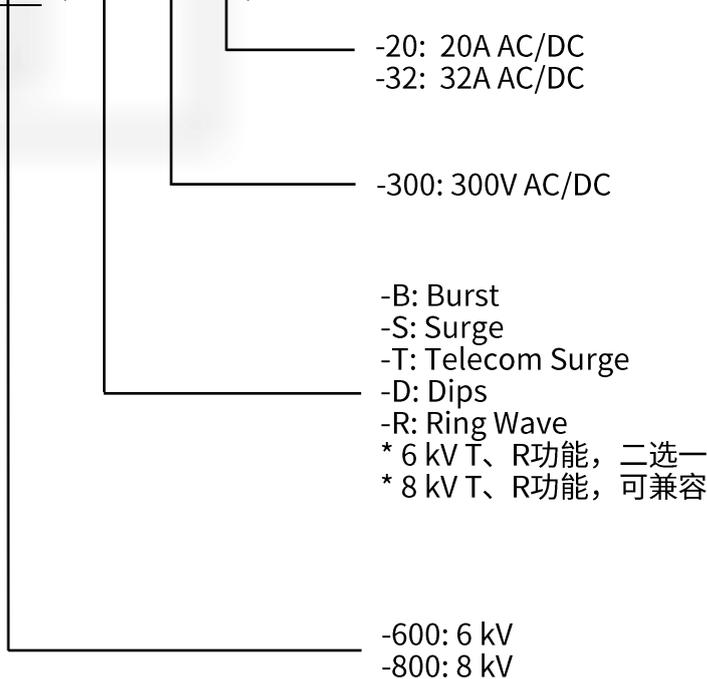 -20: 20A AC/DC
-32: 32A AC/DC
-300: 300V AC/DC
-B: Burst
-S: Surge
-T: Telecom Surge
-D: Dips
-R: Ring Wave
* 6 kV T、R功能，二选一
* 8 kV T、R功能，可兼容
-600: 6 kV
-800: 8 kV